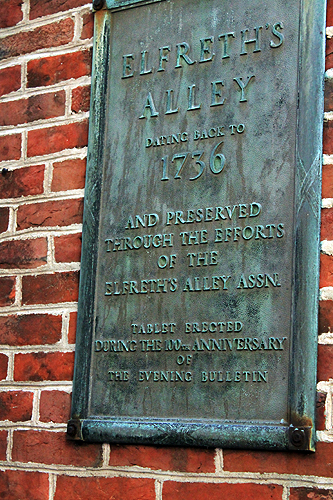 ELFRETH'S
ALLEY
DATING BACK TO
1736
AND PRESERVED
THROUGH THE EFFORTS
OF THE
ELFRETH'S ALLEY ASSN.
TABLET ERECTED
DURING THE 100TH ANNIVERSARY
OF
THE EVENING BULLETIN